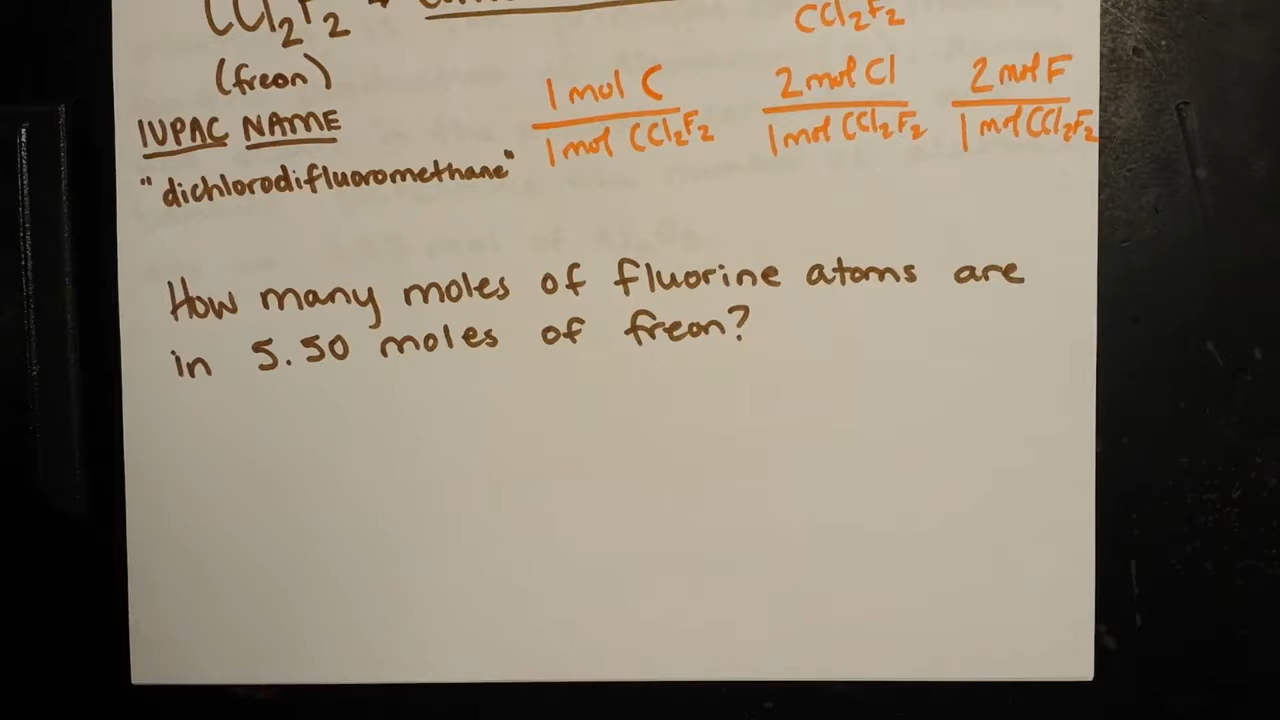 CCl₂F₂
CCl₂F₂
(freon)
IUPAC NAME
"dichlorodifluoromethane"
1 mol C
1 mol CCl₂F₂
2 mol Cl
1 mol CCl₂F₂
2 mol F
1 mol CCl₂F₂
How many moles of fluorine atoms are
in 5.50 moles of freon?